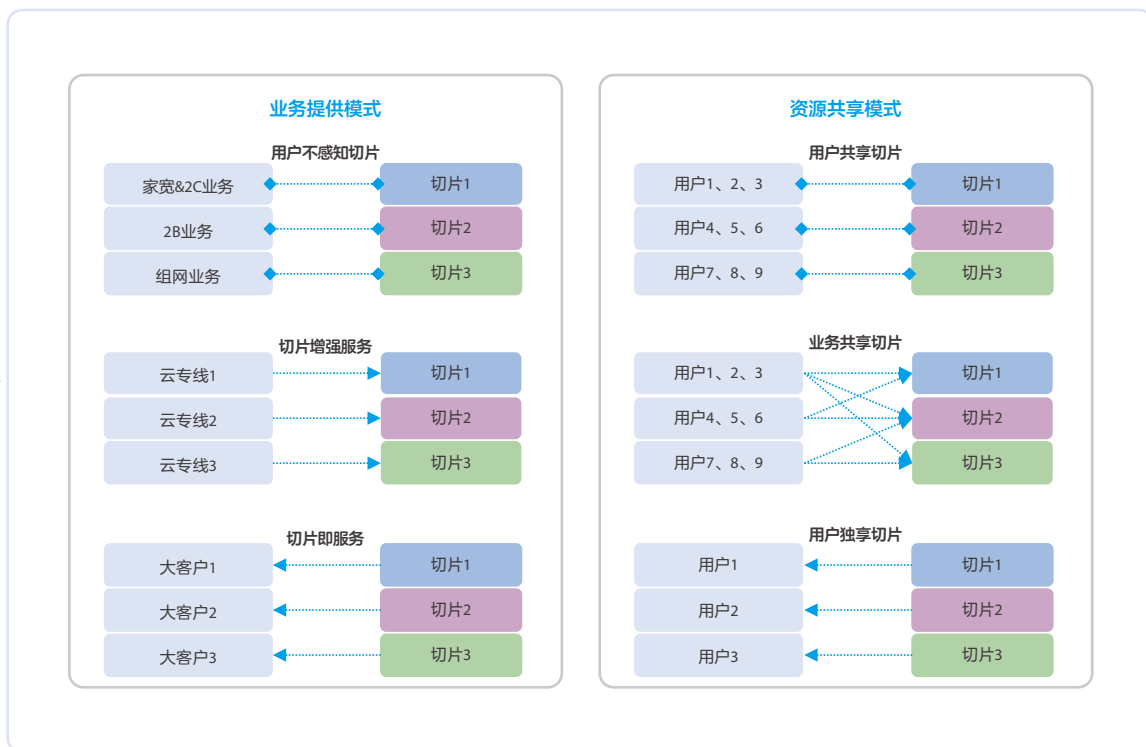 业务提供模式
用户不感知切片
家宽&2C业务
切片1
2B业务
切片2
组网业务
切片3
切片增强服务
云专线1
切片1
云专线2
切片2
云专线3
切片3
切片即服务
大客户1
切片1
大客户2
切片2
大客户3
切片3
资源共享模式
用户共享切片
用户1、2、3
切片1
用户4、5、6
切片2
用户7、8、9
切片3
业务共享切片
用户1、2、3
切片1
用户4、5、6
切片2
用户7、8、9
切片3
用户独享切片
用户1
切片1
用户2
切片2
用户3
切片3